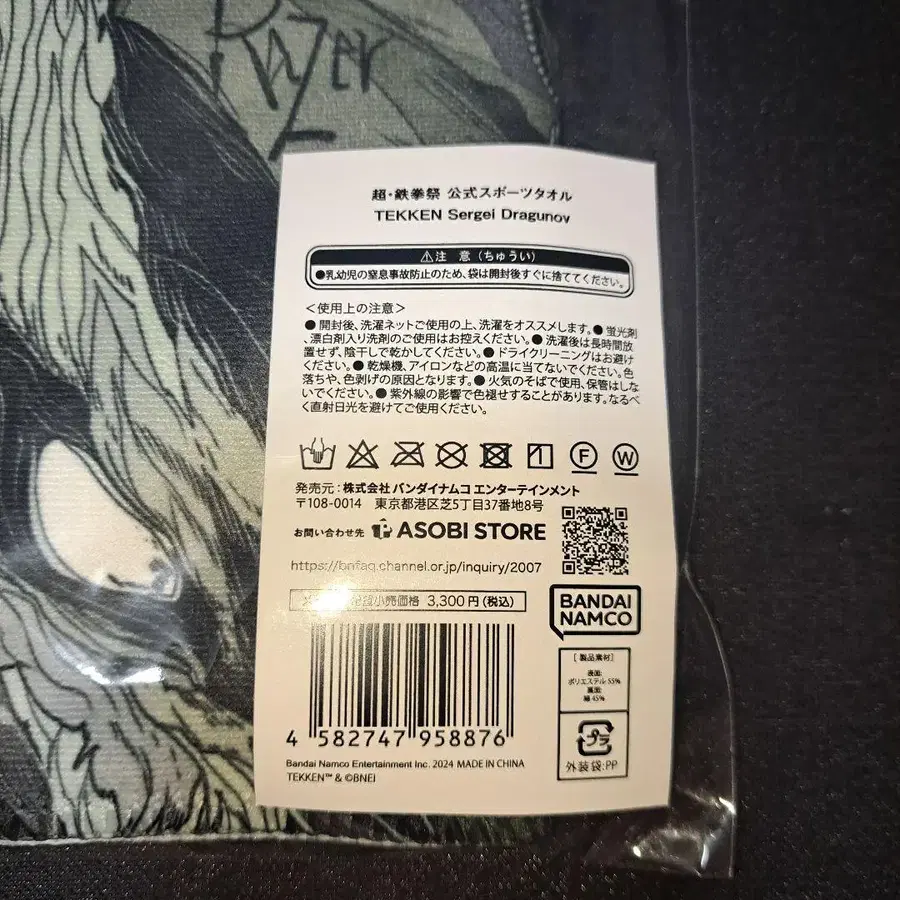 Razer
超・鉄拳祭 公式スポーツタオル
TEKKEN Sergei Dragunov
⚠注 意(ちゅうい)
●乳幼児の窒息事故防止のため、袋は開封後すぐに捨ててください。
<使用上の注意>
● 開封後、洗濯ネットご使用の上、洗濯をオススメします。● 蛍光剤
、漂白剤入り洗剤のご使用はお控えください。● 洗濯後は長時間放
置せず、陰干しで乾かしてください。● ドライクリーニングはお避け
ください。● 乾燥機、アイロンなどの高温に当てないでください。色
落ちや、色剥げの原因となります。● 火気のそばで使用、保管はしな
いでください。● 紫外線の影響で色褪せすることがあります。なるべ
く直射日光を避けてご使用ください。
F
W
発売元:株式会社 バンダイナムコ エンターテインメント
〒108-0014 東京都港区芝5丁目37番地8号
お問い合わせ先 ASOBI STORE
https://bnfaq.channel.or.jp/inquiry/2007
小売価格 3,300円(税込)
BANDAI
NAMCO
4 582747 958876
[製品素材]
表面:
ポリエステル 55%
裏面:
綿 45%
プラ
外装袋:PP
Bandai Namco Entertainment Inc. 2024 MADE IN CHINA
TEKKEN™ & ©BNEI